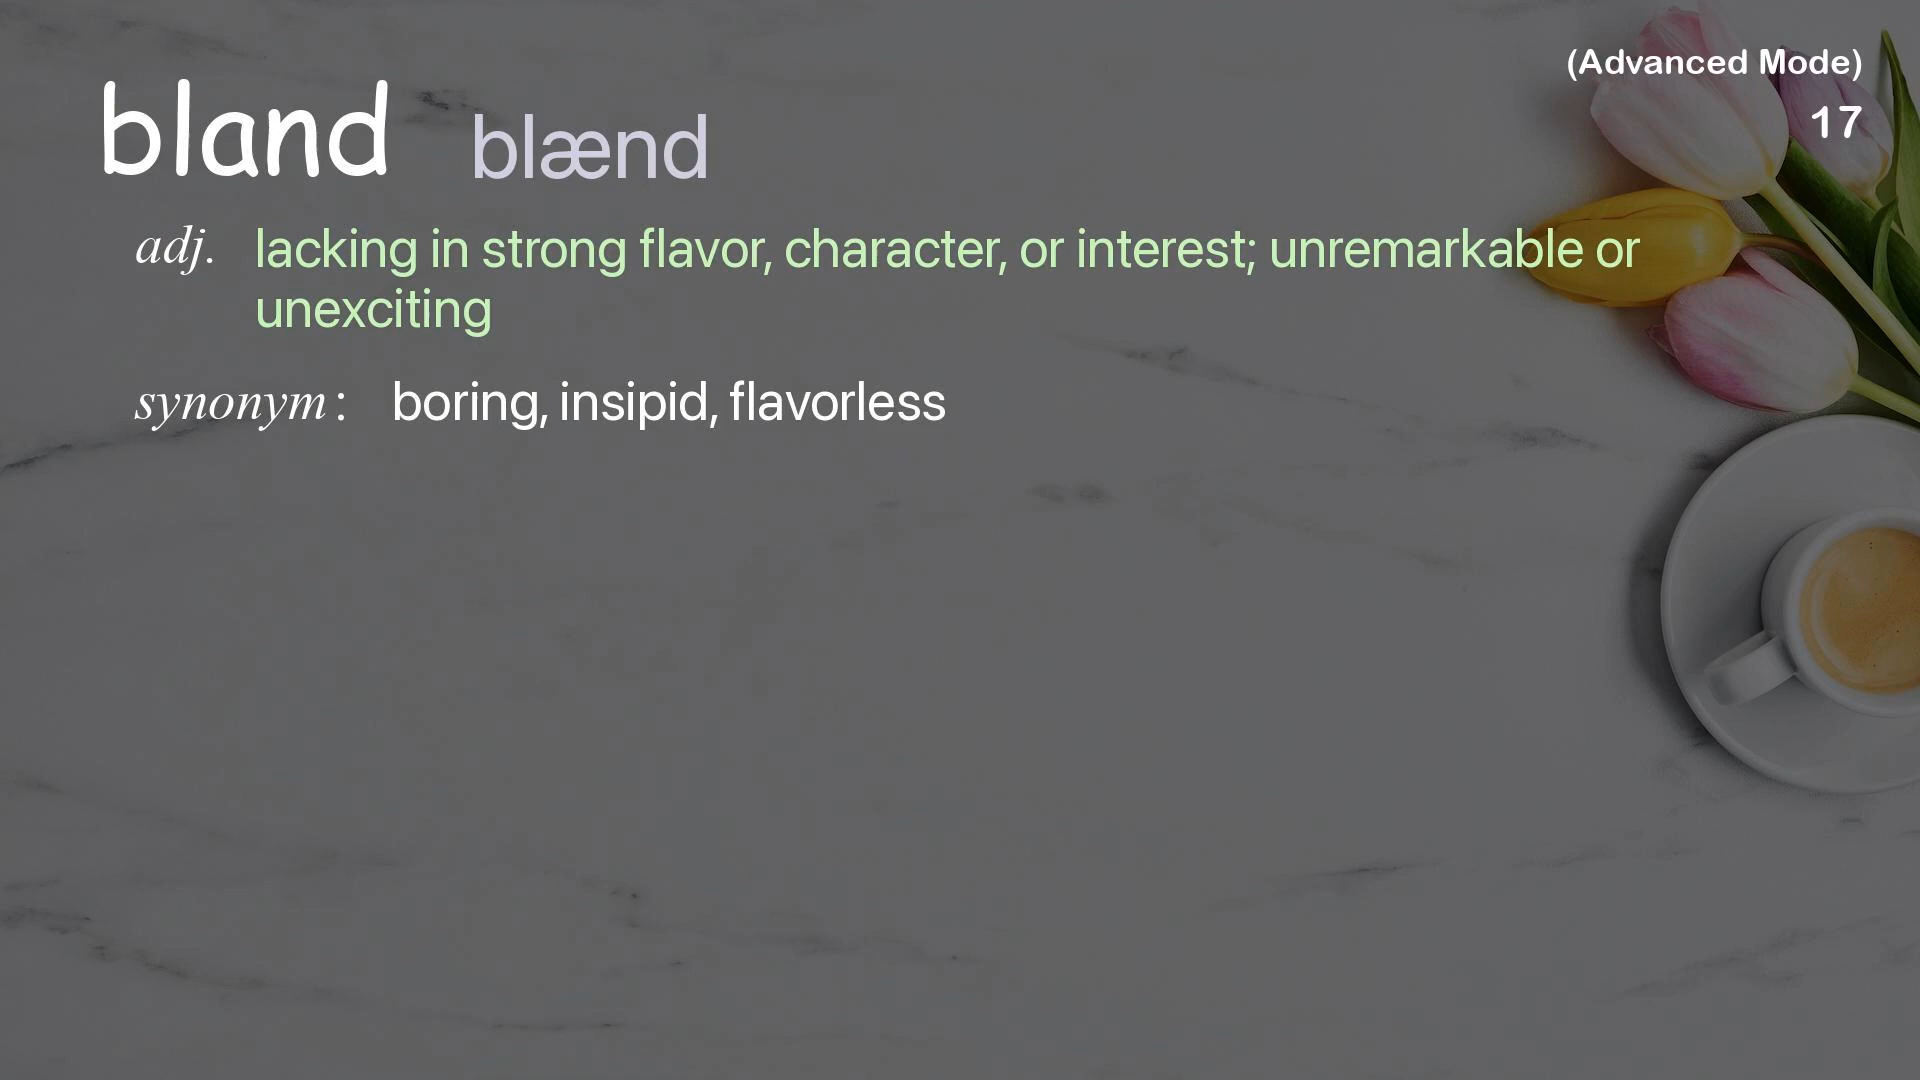 (Advanced Mode)
17
bland blænd
adj. lacking in strong flavor, character, or interest; unremarkable or
unexciting
synonym: boring, insipid, flavorless